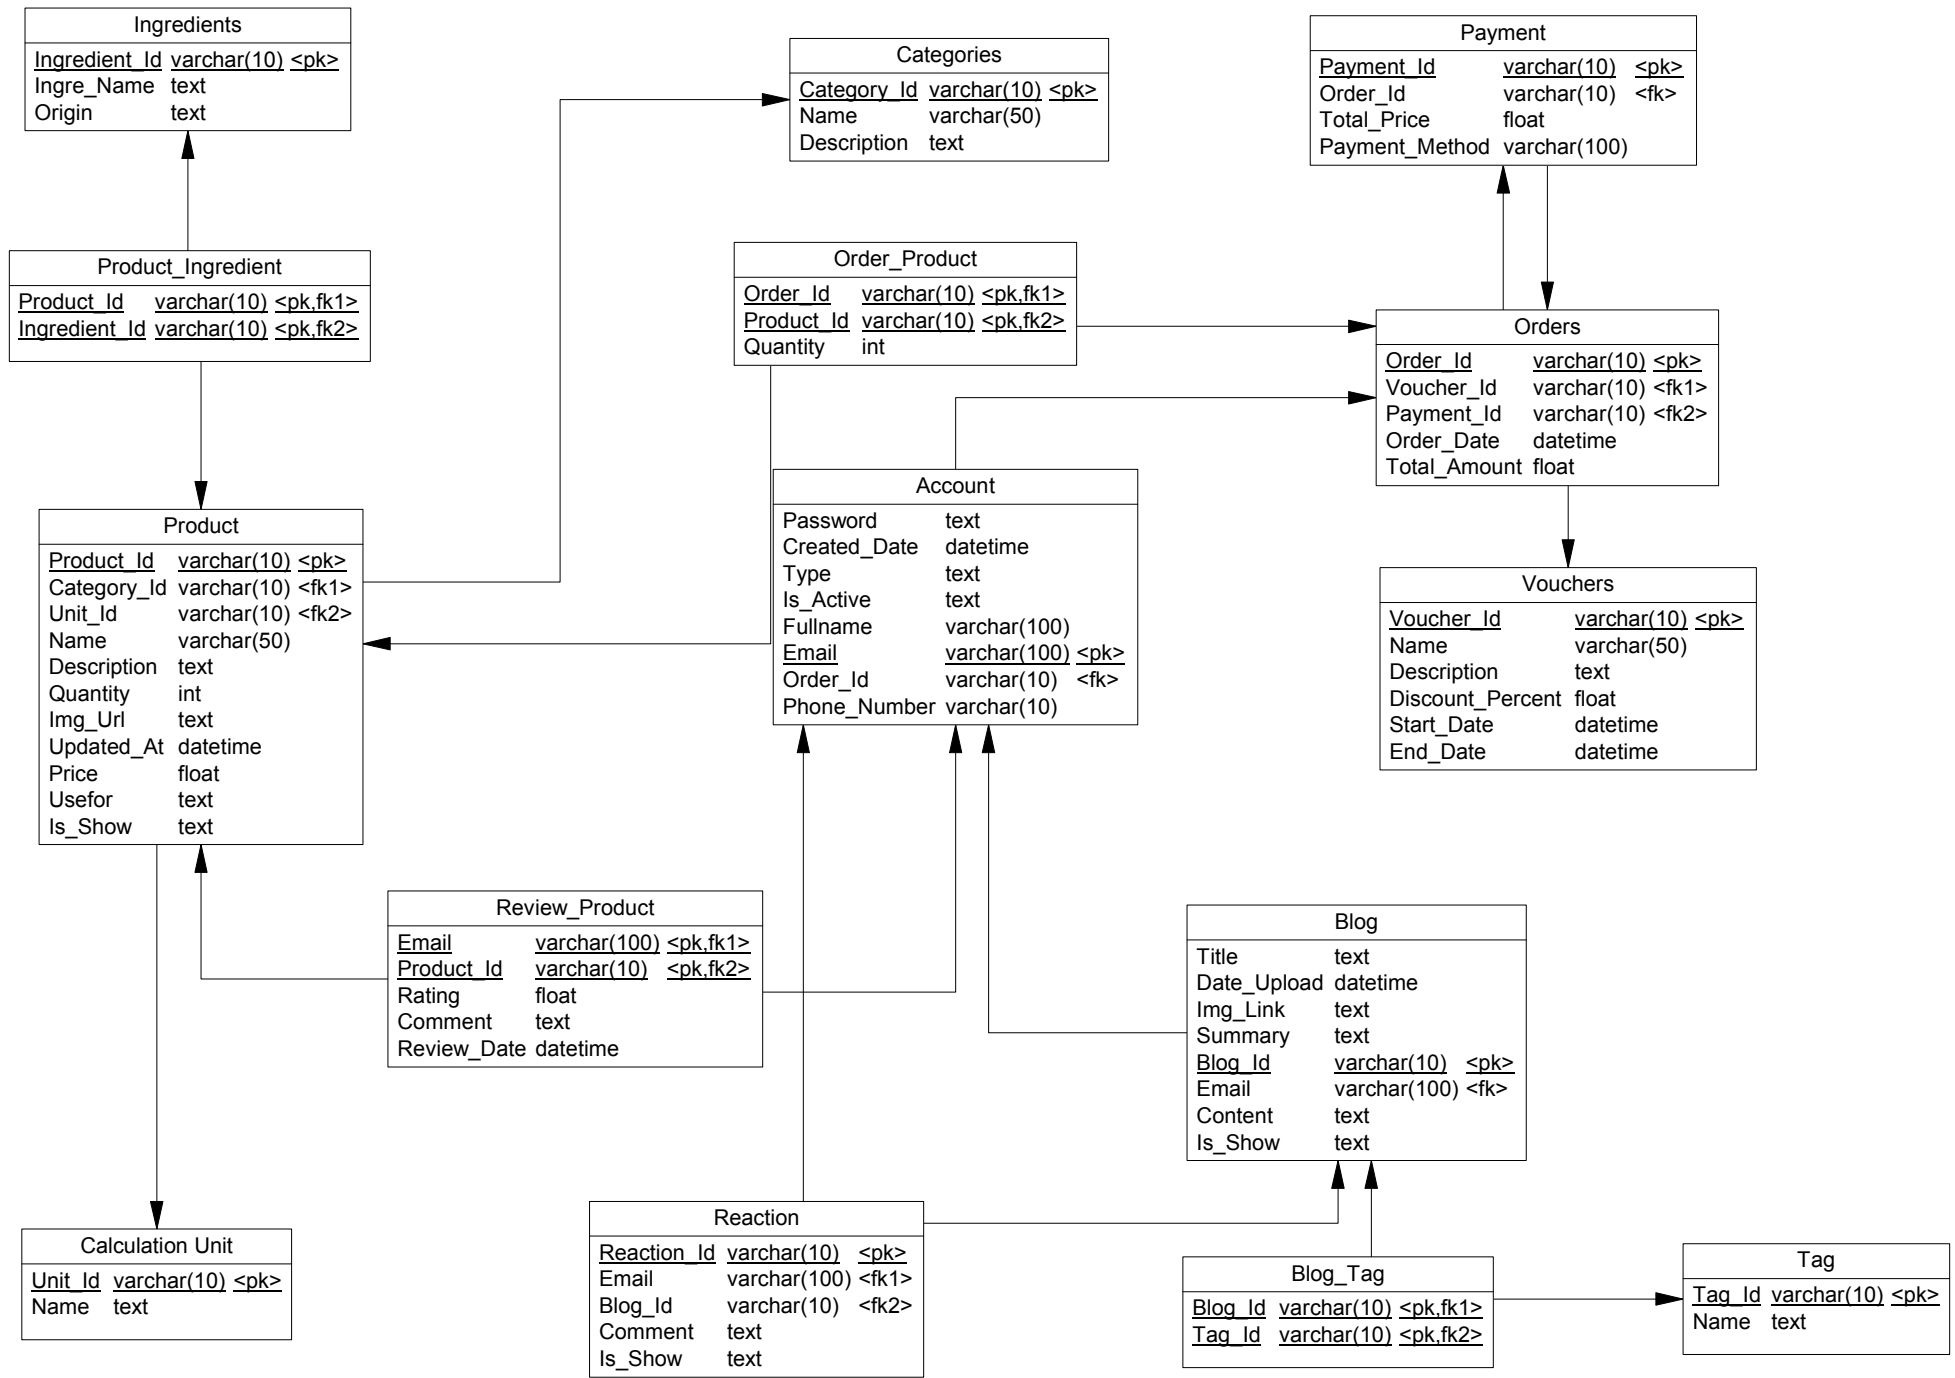 Ingredients
Ingredient_Id varchar(10) <pk>
Ingre_Name text
Origin text
Categories
Category_Id varchar(10) <pk>
Name varchar(50)
Description text
Payment
Payment_Id varchar(10) <pk>
Order_Id varchar(10) <fk>
Total_Price float
Payment_Method varchar(100)
Product_Ingredient
Product_Id varchar(10) <pk,fk1>
Ingredient_Id varchar(10) <pk,fk2>
Order_Product
Order_Id varchar(10) <pk,fk1>
Product_Id varchar(10) <pk,fk2>
Quantity int
Orders
Order_Id varchar(10) <pk>
Voucher_Id varchar(10) <fk1>
Payment_Id varchar(10) <fk2>
Order_Date datetime
Total_Amount float
Product
Product_Id varchar(10) <pk>
Category_Id varchar(10) <fk1>
Unit_Id varchar(10) <fk2>
Name varchar(50)
Description text
Quantity int
Img_Url text
Updated_At datetime
Price float
Usefor text
Is_Show text
Account
Password text
Created_Date datetime
Type text
Is_Active text
Fullname varchar(100)
Email varchar(100) <pk>
Order_Id varchar(10) <fk>
Phone_Number varchar(10)
Vouchers
Voucher_Id varchar(10) <pk>
Name varchar(50)
Description text
Discount_Percent float
Start_Date datetime
End_Date datetime
Review_Product
Email varchar(100) <pk,fk1>
Product_Id varchar(10) <pk,fk2>
Rating float
Comment text
Review_Date datetime
Blog
Title text
Date_Upload datetime
Img_Link text
Summary text
Blog_Id varchar(10) <pk>
Email varchar(100) <fk>
Content text
Is_Show text
Calculation Unit
Unit_Id varchar(10) <pk>
Name text
Reaction
Reaction_Id varchar(10) <pk>
Email varchar(100) <fk1>
Blog_Id varchar(10) <fk2>
Comment text
Is_Show text
Blog_Tag
Blog_Id varchar(10) <pk,fk1>
Tag_Id varchar(10) <pk,fk2>
Tag
Tag_Id varchar(10) <pk>
Name text